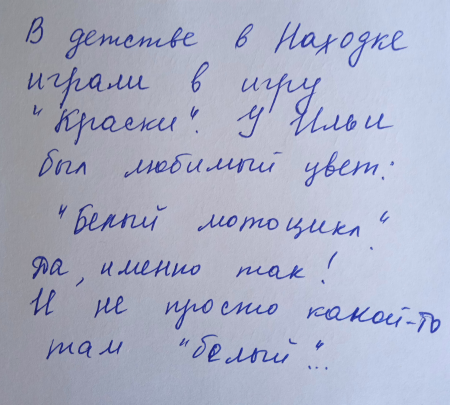 В детстве в Находке
играли в игру
"Краски". У Ильи
был любимый цвет:
"Белый мотоцикл".
Да, именно так!
И не просто какой-то
там "белый"...